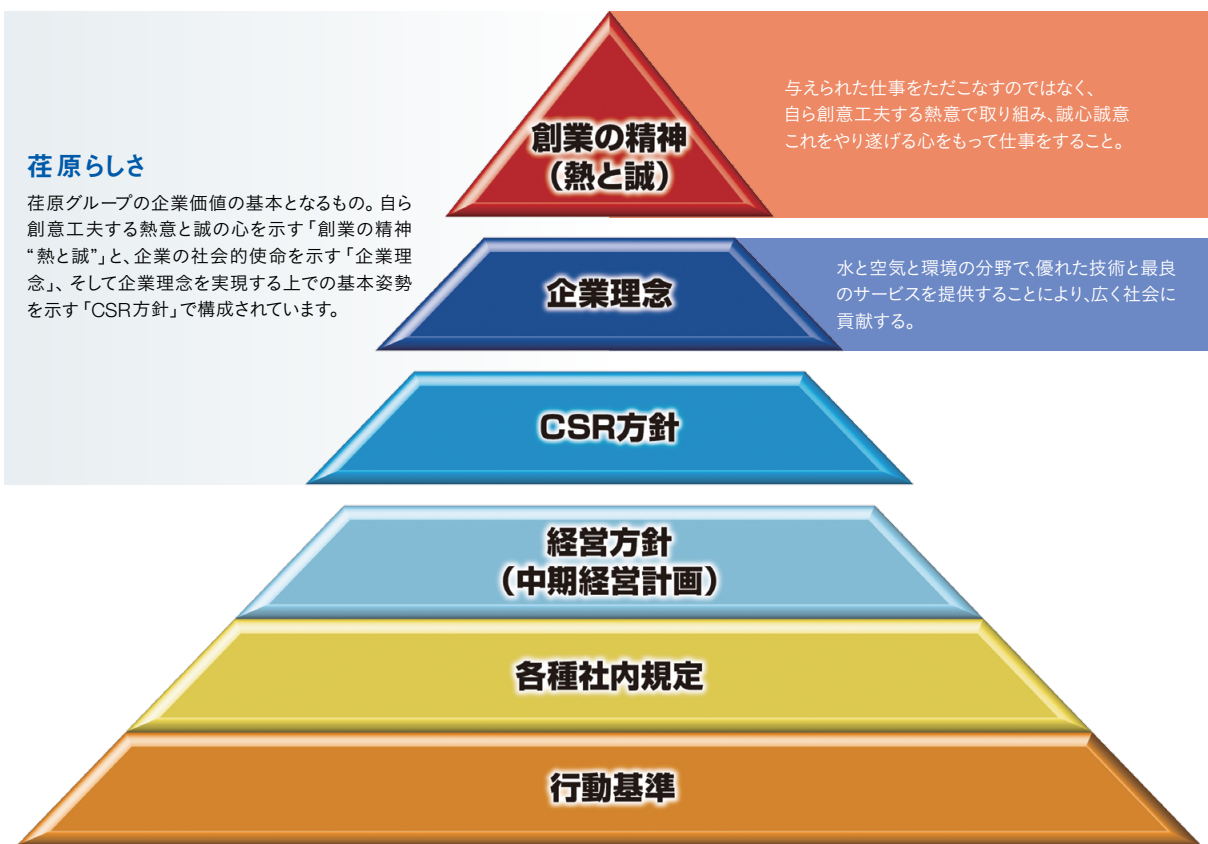 荏原らしさ
荏原グループの企業価値の基本となるもの。自ら
創意工夫する熱意と誠の心を示す「創業の精神
“熱と誠”」と、企業の社会的使命を示す「企業理
念」、そして企業理念を実現する上での基本姿勢
を示す「CSR方針」で構成されています。
創業の精神
（熱と誠）
与えられた仕事をただこなすのではなく、
自ら創意工夫する熱意で取り組み、誠心誠意
これをやり遂げる心をもって仕事をすること。
企業理念
水と空気と環境の分野で、優れた技術と最良
のサービスを提供することにより、広く社会に
貢献する。
CSR方針
経営方針
（中期経営計画）
各種社内規定
行動基準